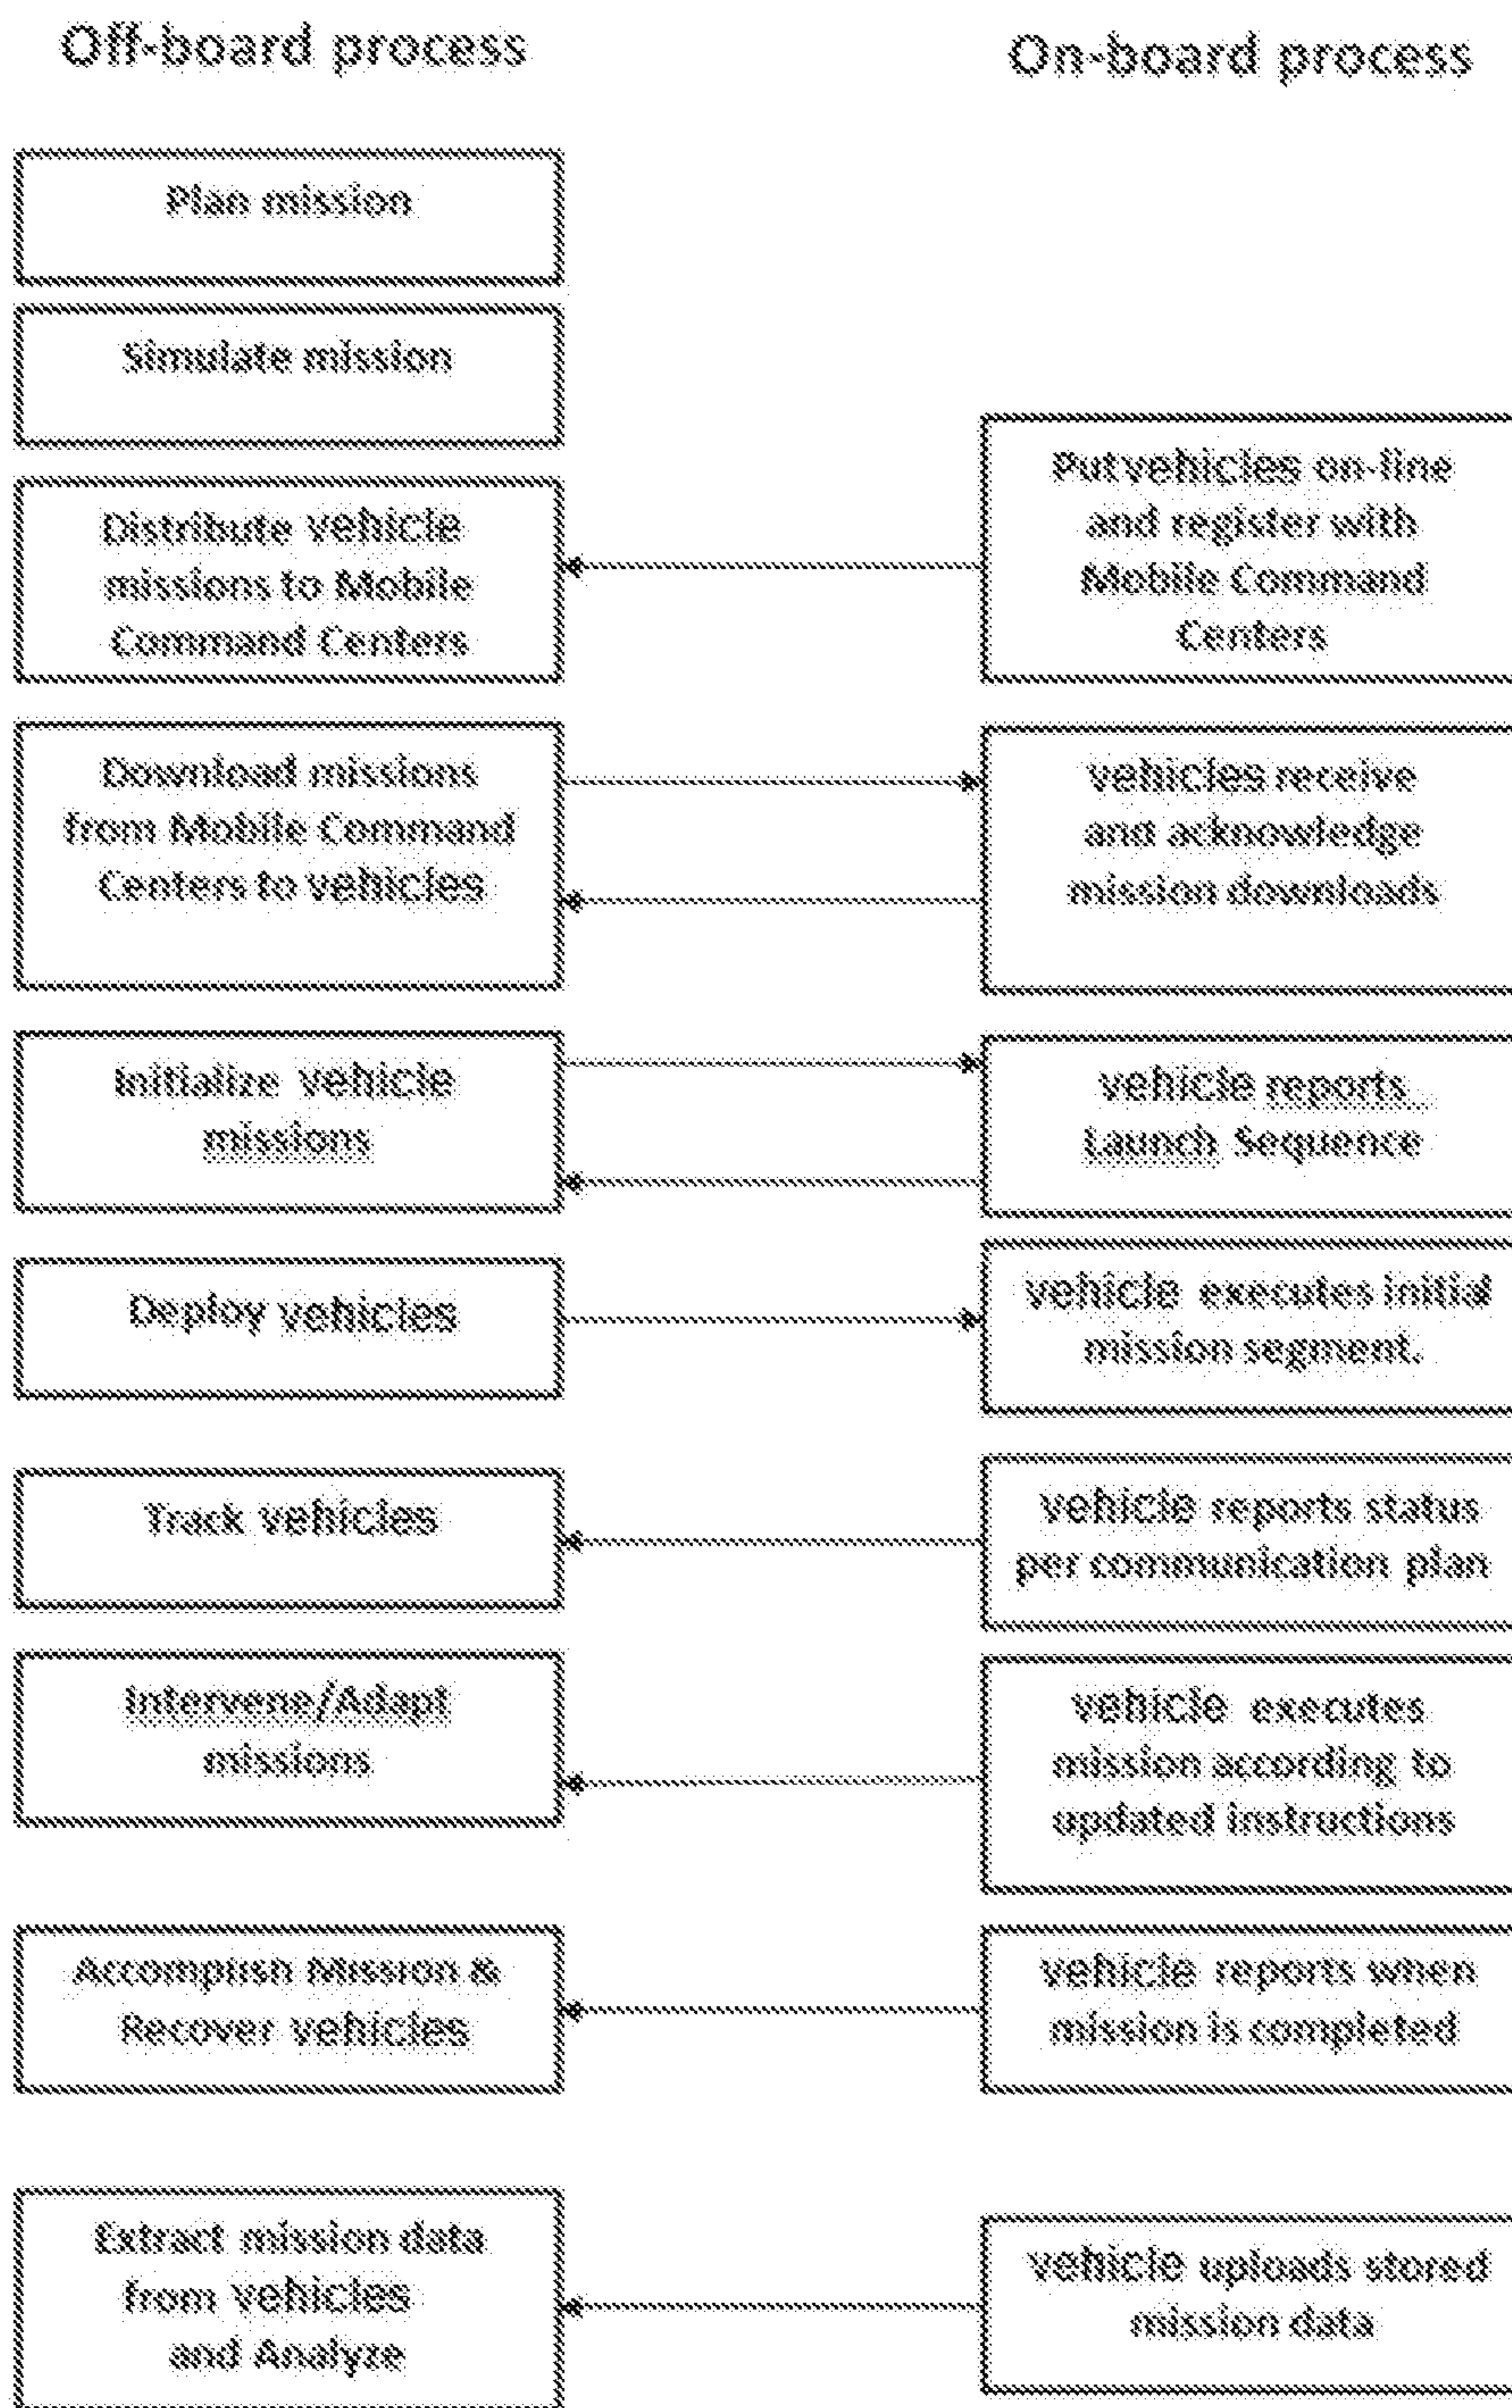 Off-board process
On-board process
Plan mission
Simulate mission
Distribute vehicle
missions to Mobile
Command Centers
Put vehicles on-line
and register with
Mobile Command
Centers
Download missions
from Mobile Command
Centers to vehicles
vehicles receive
and acknowledge
mission downloads
Initialize vehicle
missions
vehicle reports
Launch Sequence
Deploy vehicles
vehicle executes initial
mission segment.
Track vehicles
vehicle reports status
per communication plan
Intervene/Adapt
missions
vehicle executes
mission according to
updated instructions
Accomplish Mission &
Recover vehicles
vehicle reports when
mission is completed
Extract mission data
from vehicles
and Analyze
vehicle uploads stored
mission data